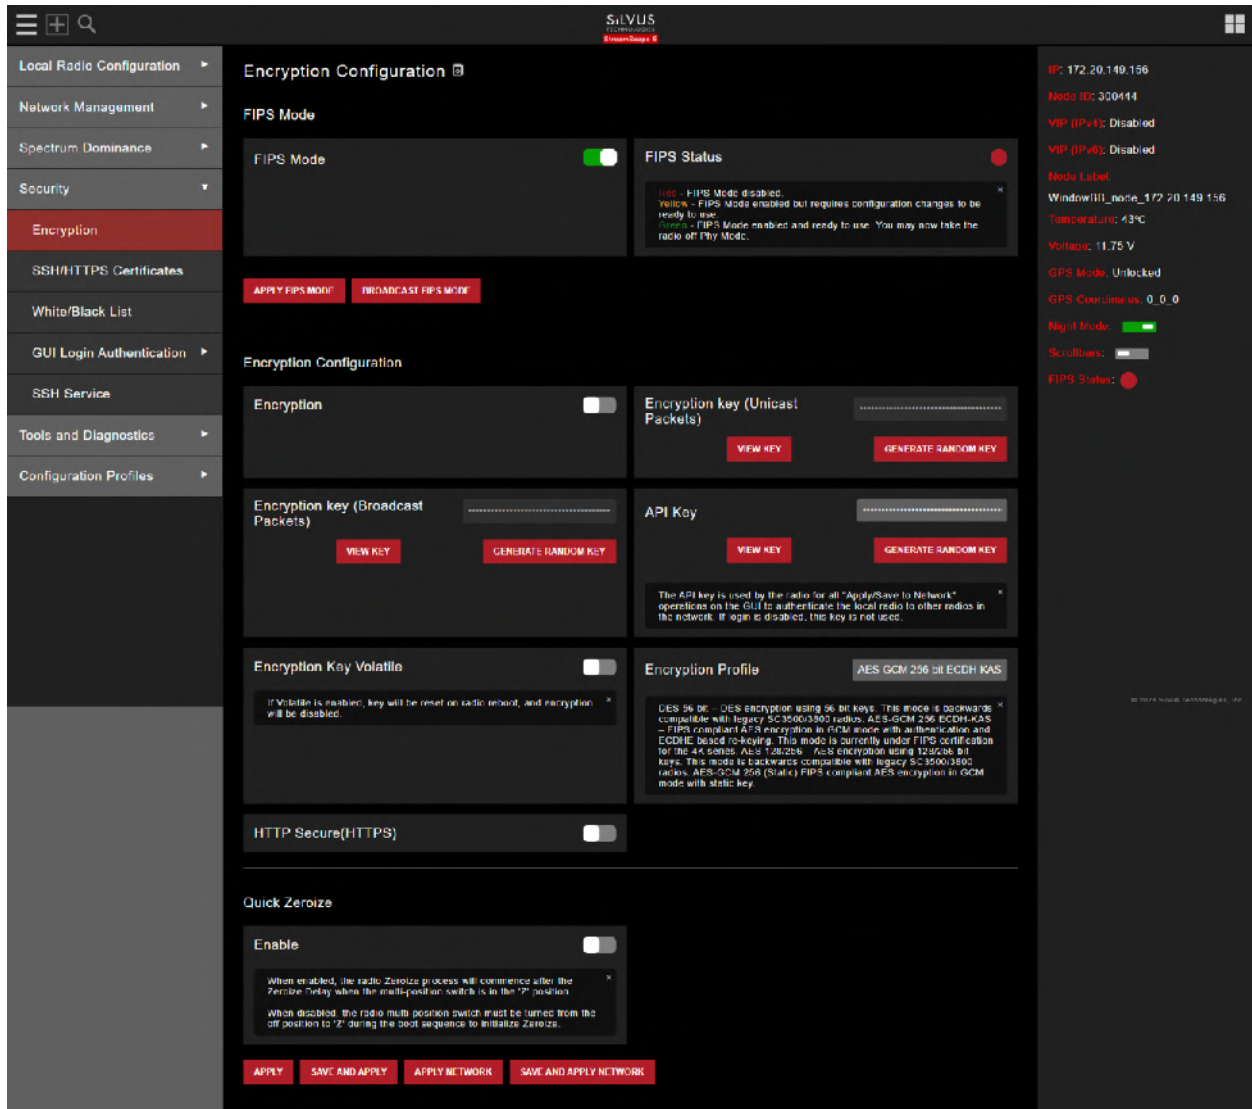 SiLVUS
TECHNOLOGIES
StreamScape 5
Local Radio Configuration
Network Management
Spectrum Dominance
Security
Encryption
SSH/HTTPS Certificates
White/Black List
GUI Login Authentication
SSH Service
Tools and Diagnostics
Configuration Profiles
Encryption Configuration
FIPS Mode
FIPS Mode
FIPS Status
Red - FIPS Mode disabled.
Yellow - FIPS Mode enabled but requires configuration changes to be
ready to use.
Green - FIPS Mode enabled and ready to use. You may now take the
radio off Phy Mode.
APPLY FIPS MODE
BROADCAST FIPS MODE
Encryption Configuration
Encryption
Encryption key (Unicast
Packets)
VIEW KEY
GENERATE RANDOM KEY
Encryption key (Broadcast
Packets)
VIEW KEY
GENERATE RANDOM KEY
API Key
VIEW KEY
GENERATE RANDOM KEY
The API key is used by the radio for all "Apply/Save to Network"
operations on the GUI to authenticate the local radio to other radios in
the network. If login is disabled, this key is not used.
Encryption Key Volatile
If Volatile is enabled, key will be reset on radio reboot, and encryption
will be disabled.
Encryption Profile
AES GCM 256 bit ECDH KAS
DES 56 bit – DES encryption using 56 bit keys. This mode is backwards
compatible with legacy SC3500/3800 radios. AES-GCM 256 ECDH-KAS
– FIPS compliant AES encryption in GCM mode with authentication and
ECDHE based re-keying. This mode is currently under FIPS certification
for the 4K series. AES 128/256 – AES encryption using 128/256 bit
keys. This mode is backwards compatible with legacy SC3500/3800
radios. AES-GCM 256 (Static) FIPS compliant AES encryption in GCM
mode with static key.
HTTP Secure(HTTPS)
Quick Zeroize
Enable
When enabled, the radio Zeroize process will commence after the
Zeroize Delay when the multi-position switch is in the 'Z' position.
When disabled, the radio multi position switch must be turned from the
off position to 'Z' during the boot sequence to initialize Zeroize.
APPLY
SAVE AND APPLY
APPLY NETWORK
SAVE AND APPLY NETWORK
IP: 172.20.149.156
Node ID: 300444
VIP (IPv4): Disabled
VIP (IPv6): Disabled
Node Label:
WindowBB_node_172 20 149 156
Temperature: 43°C
Voltage: 11.75 V
GPS Mode: Unlocked
GPS Coordinates: 0_0_0
Night Mode:
Scrollbars:
FIPS Status:
Silvus Technologies, Inc.